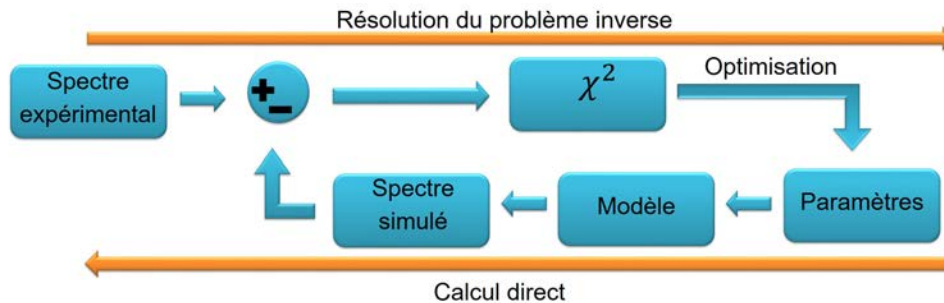 Résolution du problème inverse
Spectre
expérimental
+
−
χ²
Optimisation
Spectre
simulé
Modèle
Paramètres
Calcul direct